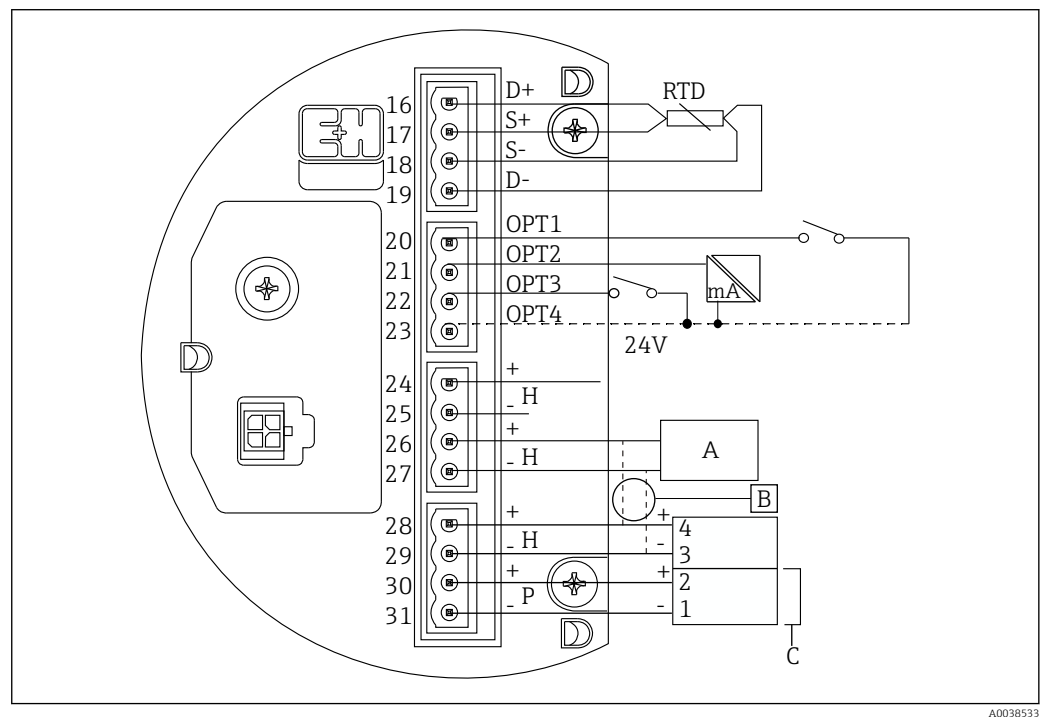 16 D+ RTD
17 S+
18 S-
19 D-
20 OPT1
21 OPT2
22 OPT3 mA
23 OPT4
24V
24 +
25 - H
26 + A
27 - H
B
28 + + 4
29 - H - 3
30 + + 2
31 - P - 1
C
A0038533